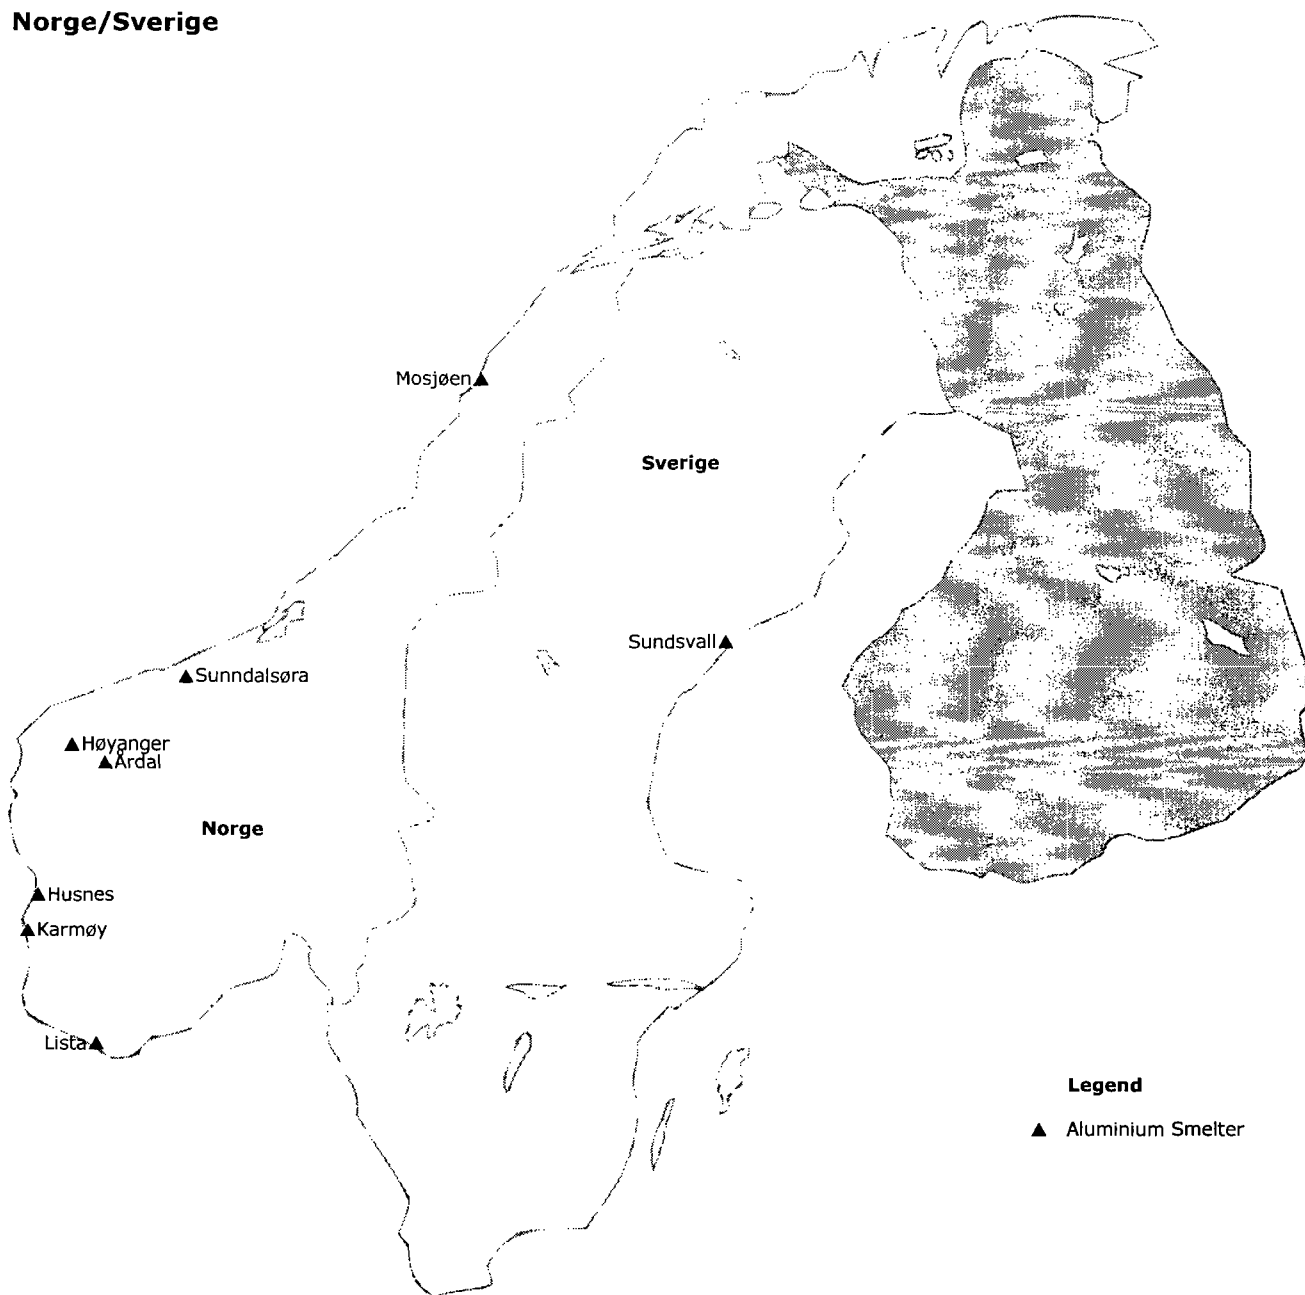 Norge/Sverige
Mosjøen
Sverige
Sundsvall
Sunndalsøra
Høyanger
Årdal
Norge
Husnes
Karmøy
Lista
Legend
Aluminium Smelter